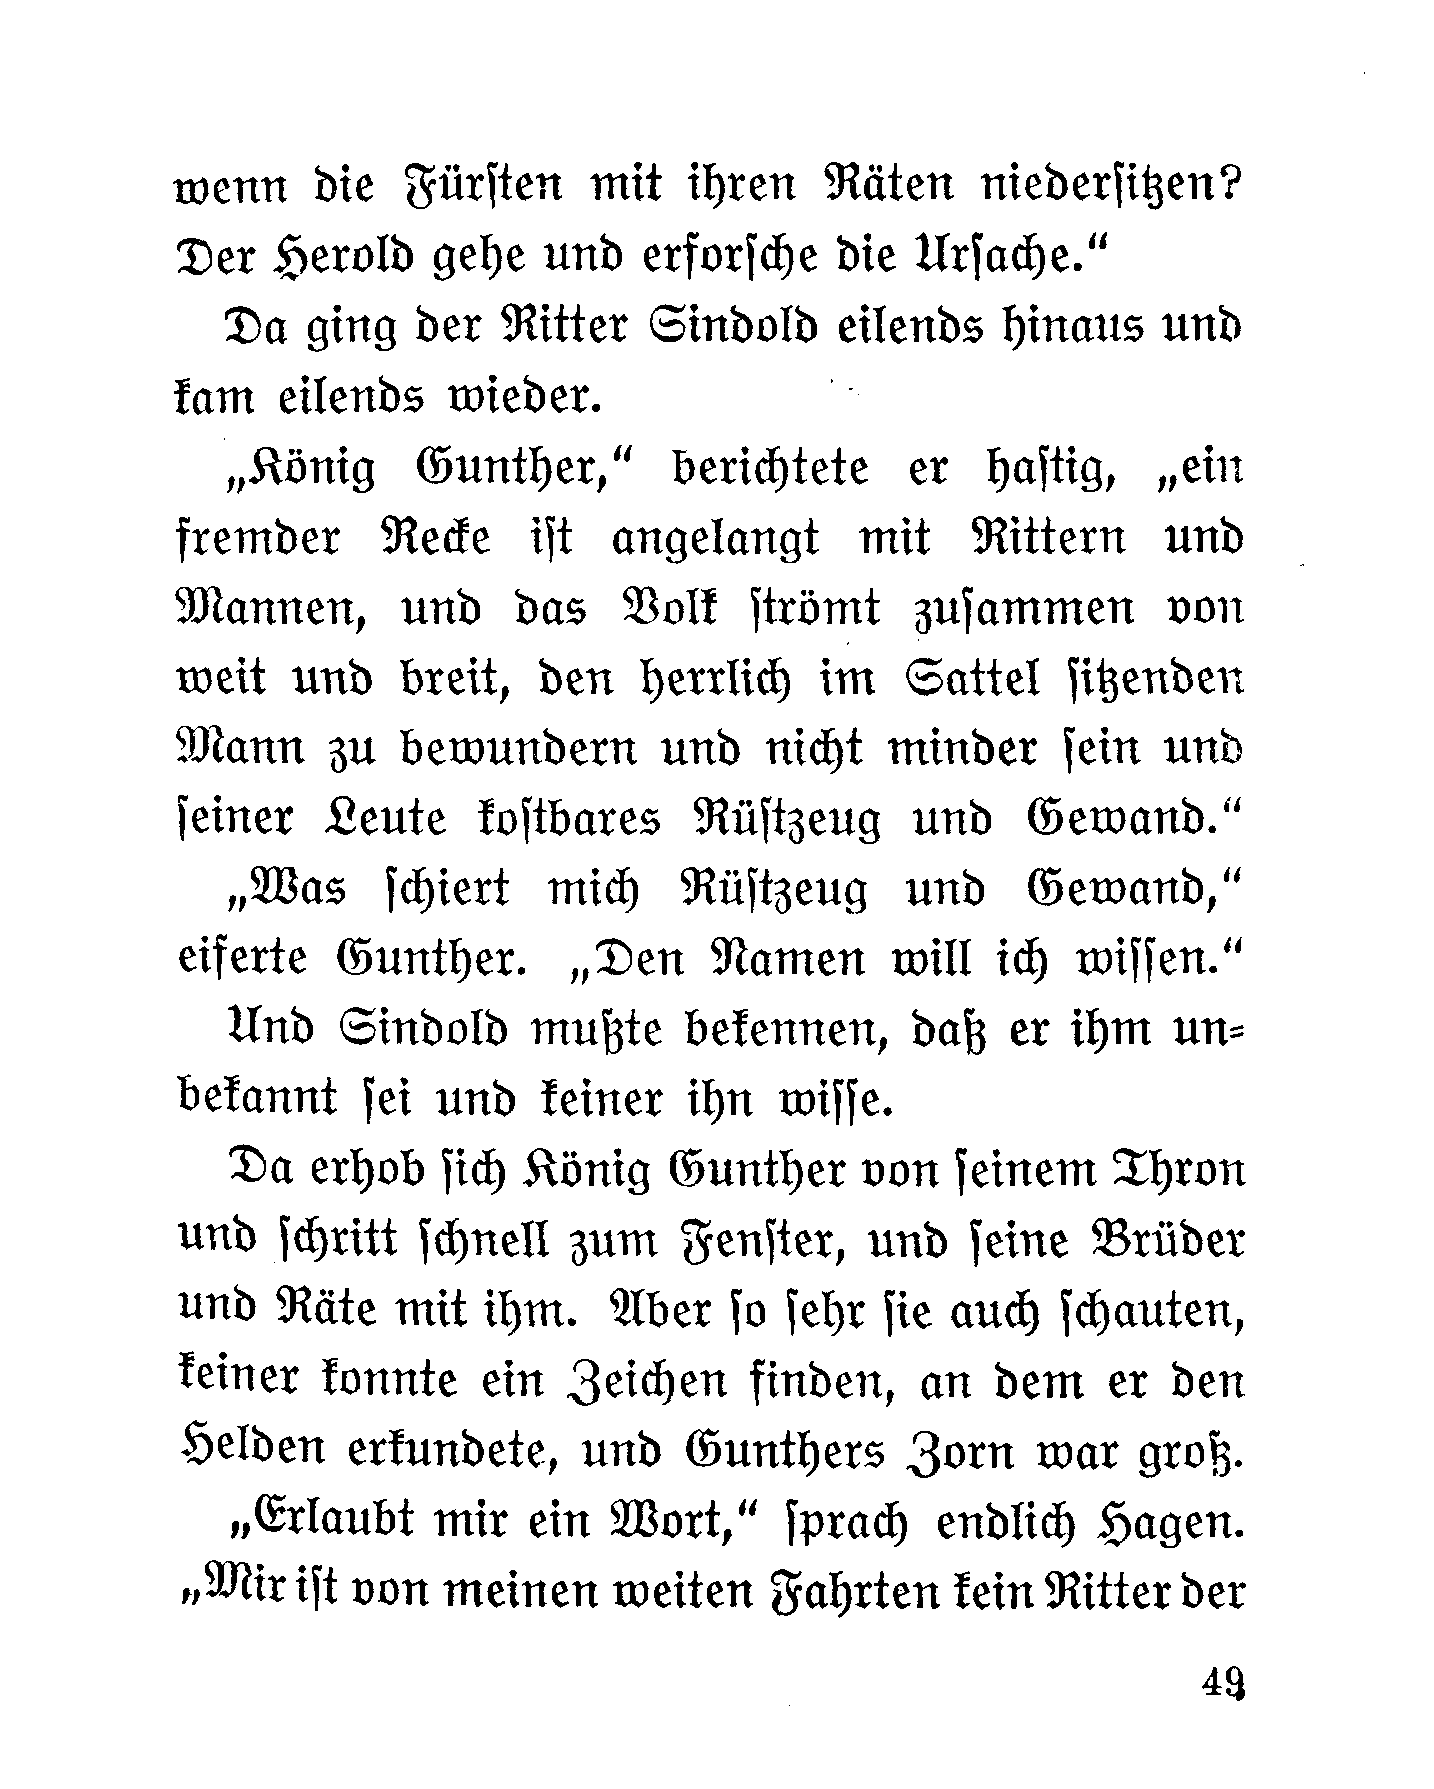 wenn die Fürſten mit ihren Räten niederſitzen?
Der Herold gehe und erforſche die Urſache.“
Da ging der Ritter Sindold eilends hinaus und
kam eilends wieder.
„König Gunther,“ berichtete er haſtig, „ein
fremder Recke iſt angelangt mit Rittern und
Mannen, und das Volk ſtrömt zuſammen von
weit und breit, den herrlich im Sattel ſitzenden
Mann zu bewundern und nicht minder ſein und
ſeiner Leute koſtbares Rüſtzeug und Gewand.“
„Was ſchiert mich Rüſtzeug und Gewand,“
eiferte Gunther. „Den Namen will ich wiſſen.“
Und Sindold mußte bekennen, daß er ihm un⸗
bekannt ſei und keiner ihn wiſſe.
Da erhob ſich König Gunther von ſeinem Thron
und ſchritt ſchnell zum Fenſter, und ſeine Brüder
und Räte mit ihm. Aber ſo ſehr ſie auch ſchauten,
keiner konnte ein Zeichen finden, an dem er den
Helden erkundete, und Gunthers Zorn war groß.
„Erlaubt mir ein Wort,“ ſprach endlich Hagen.
„Mir iſt von meinen weiten Fahrten kein Ritter der
49